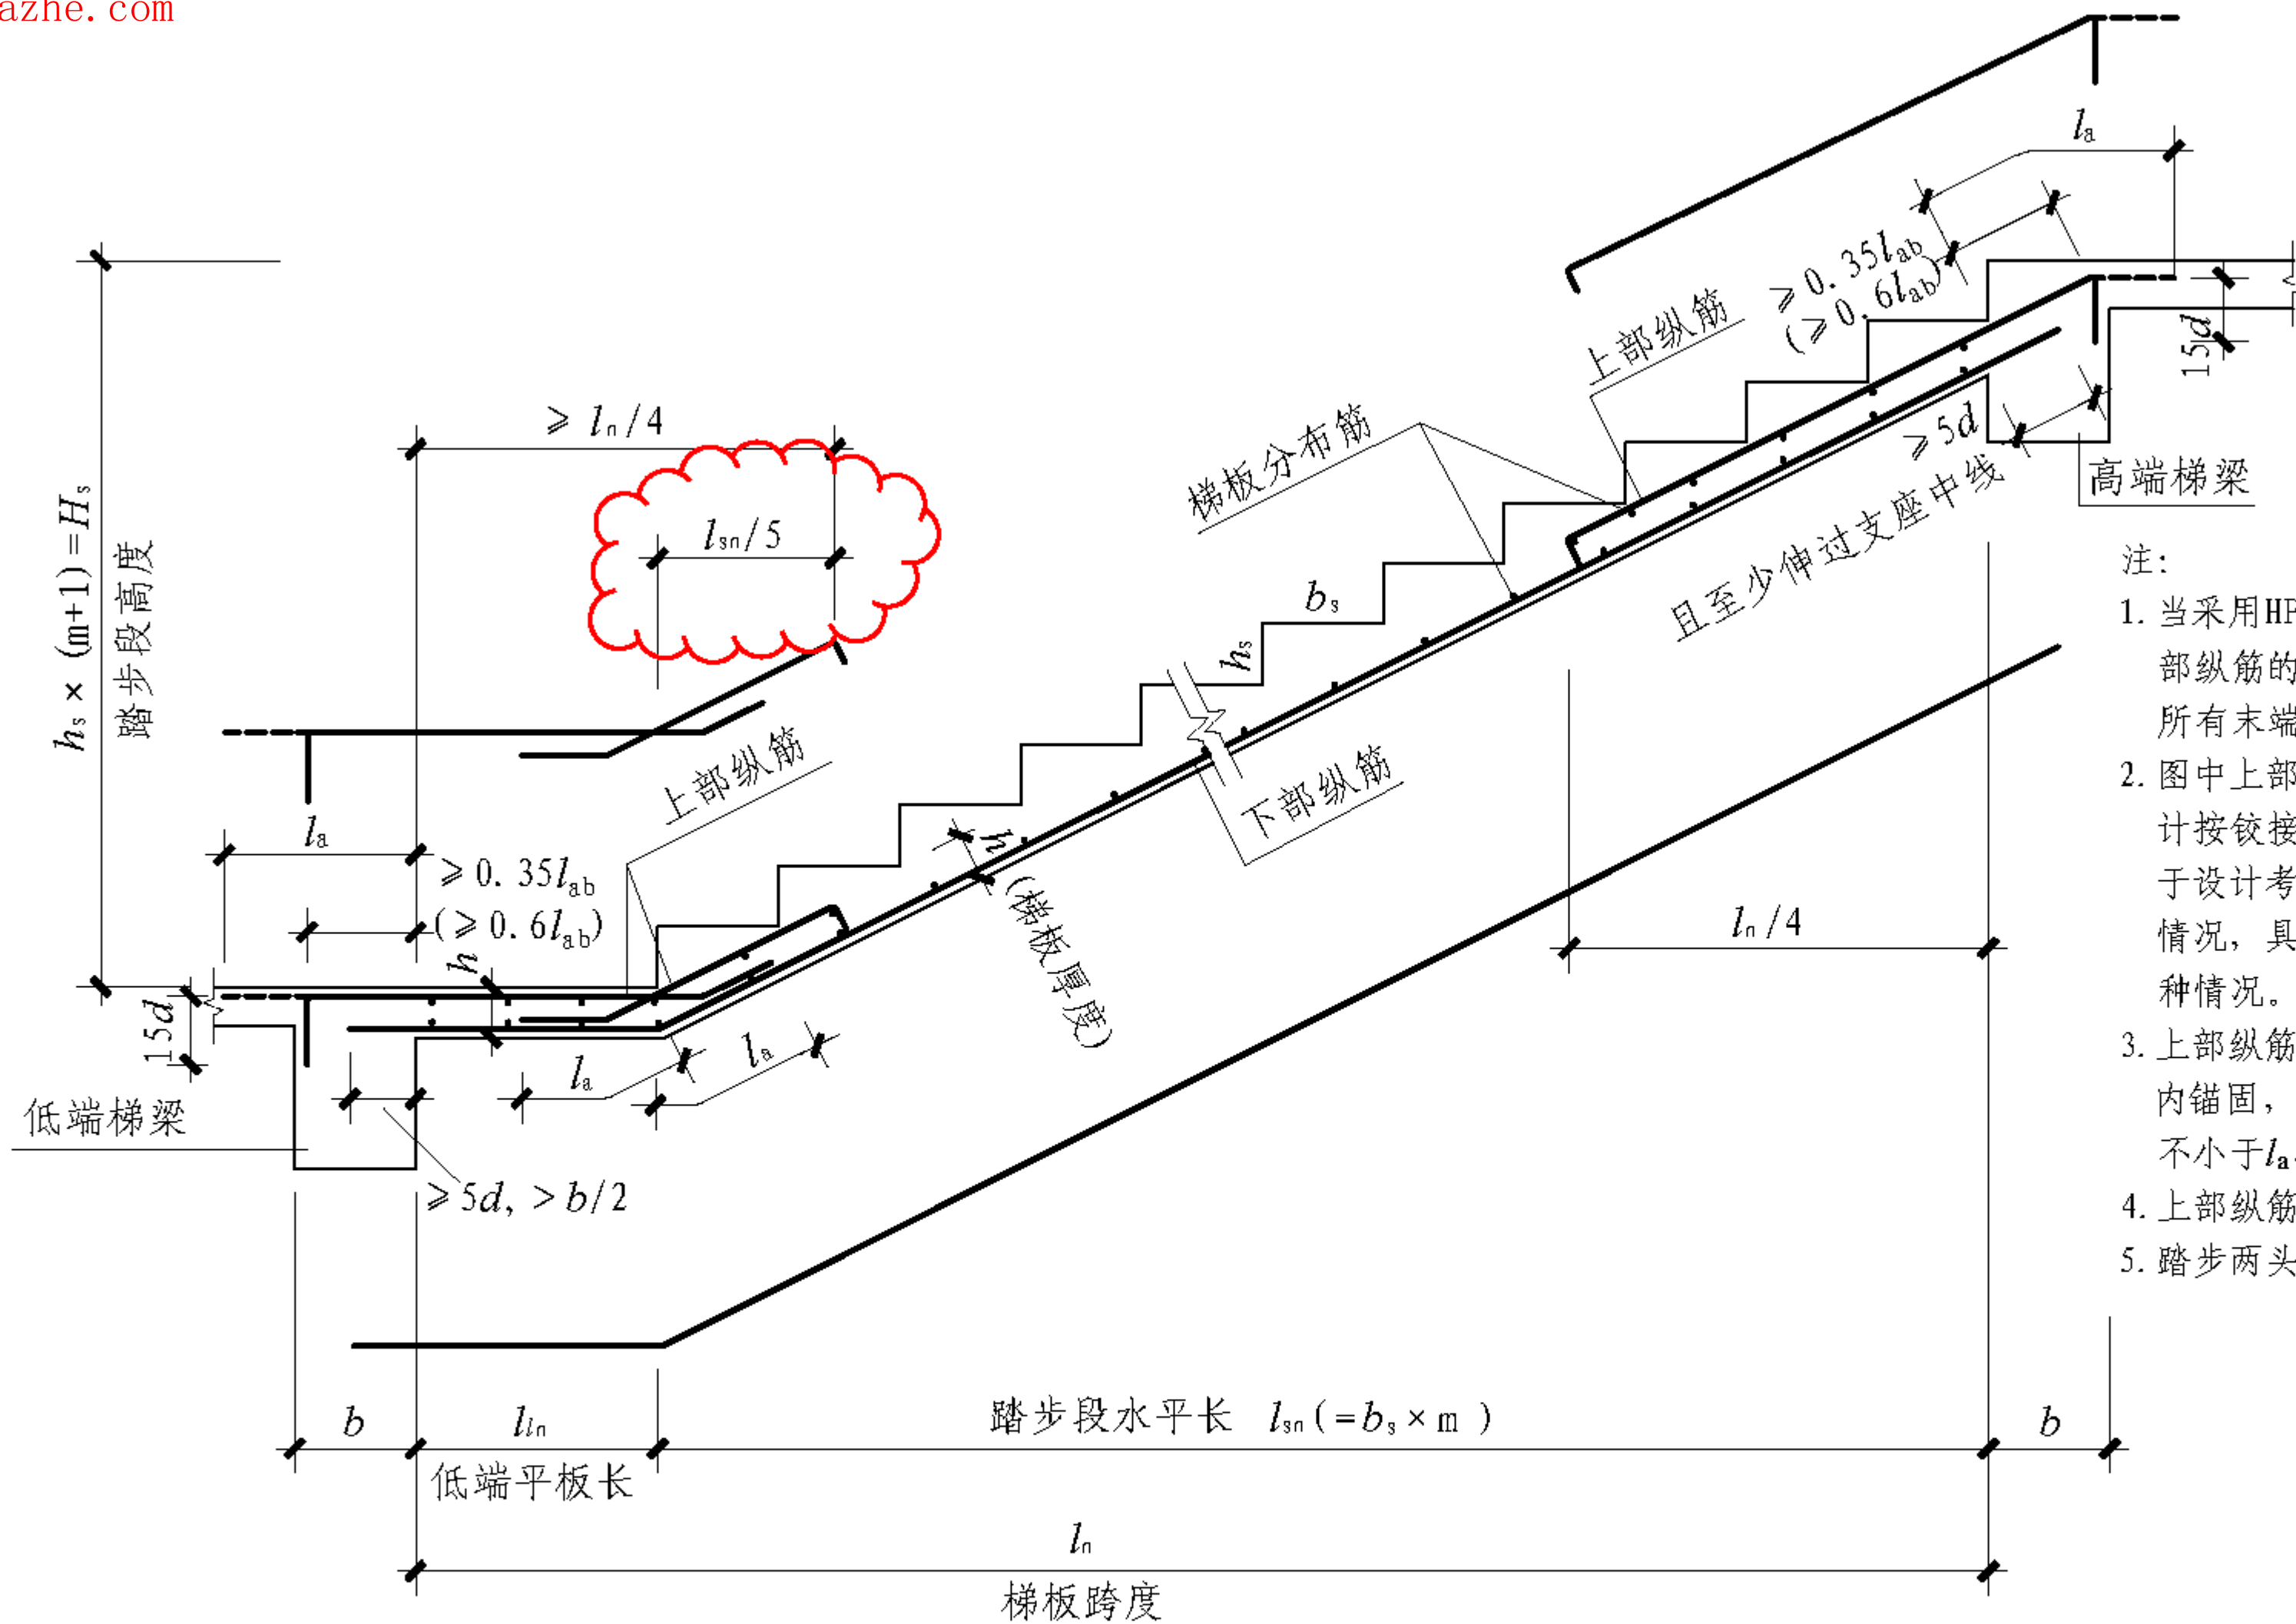 azhe.com
lₐ
≥0.35lₐb
(≥0.6lₐb)
上部纵筋
15d
≥ lₙ/4
梯板分布筋
≥5d
且至少伸过支座中线
高端梯梁
lₛₙ/5
hₛ×(m+1)=Hₛ
踏步段高度
bₛ
hₛ
注:
1. 当采用HP
部纵筋的
所有末端
2. 图中上部
计按铰接
于设计考
情况, 具
种情况。
3. 上部纵筋
内锚固,
不小于lₐ
4. 上部纵筋
5. 踏步两头
上部纵筋
下部纵筋
lₐ
≥0.35lₐb
(≥0.6lₐb)
h
h
(梯板厚度)
lₙ/4
15d
lₐ
lₐ
低端梯梁
≥5d, >b/2
b
lₗₙ
踏步段水平长 lₛₙ(=bₛ×m )
b
低端平板长
lₙ
梯板跨度